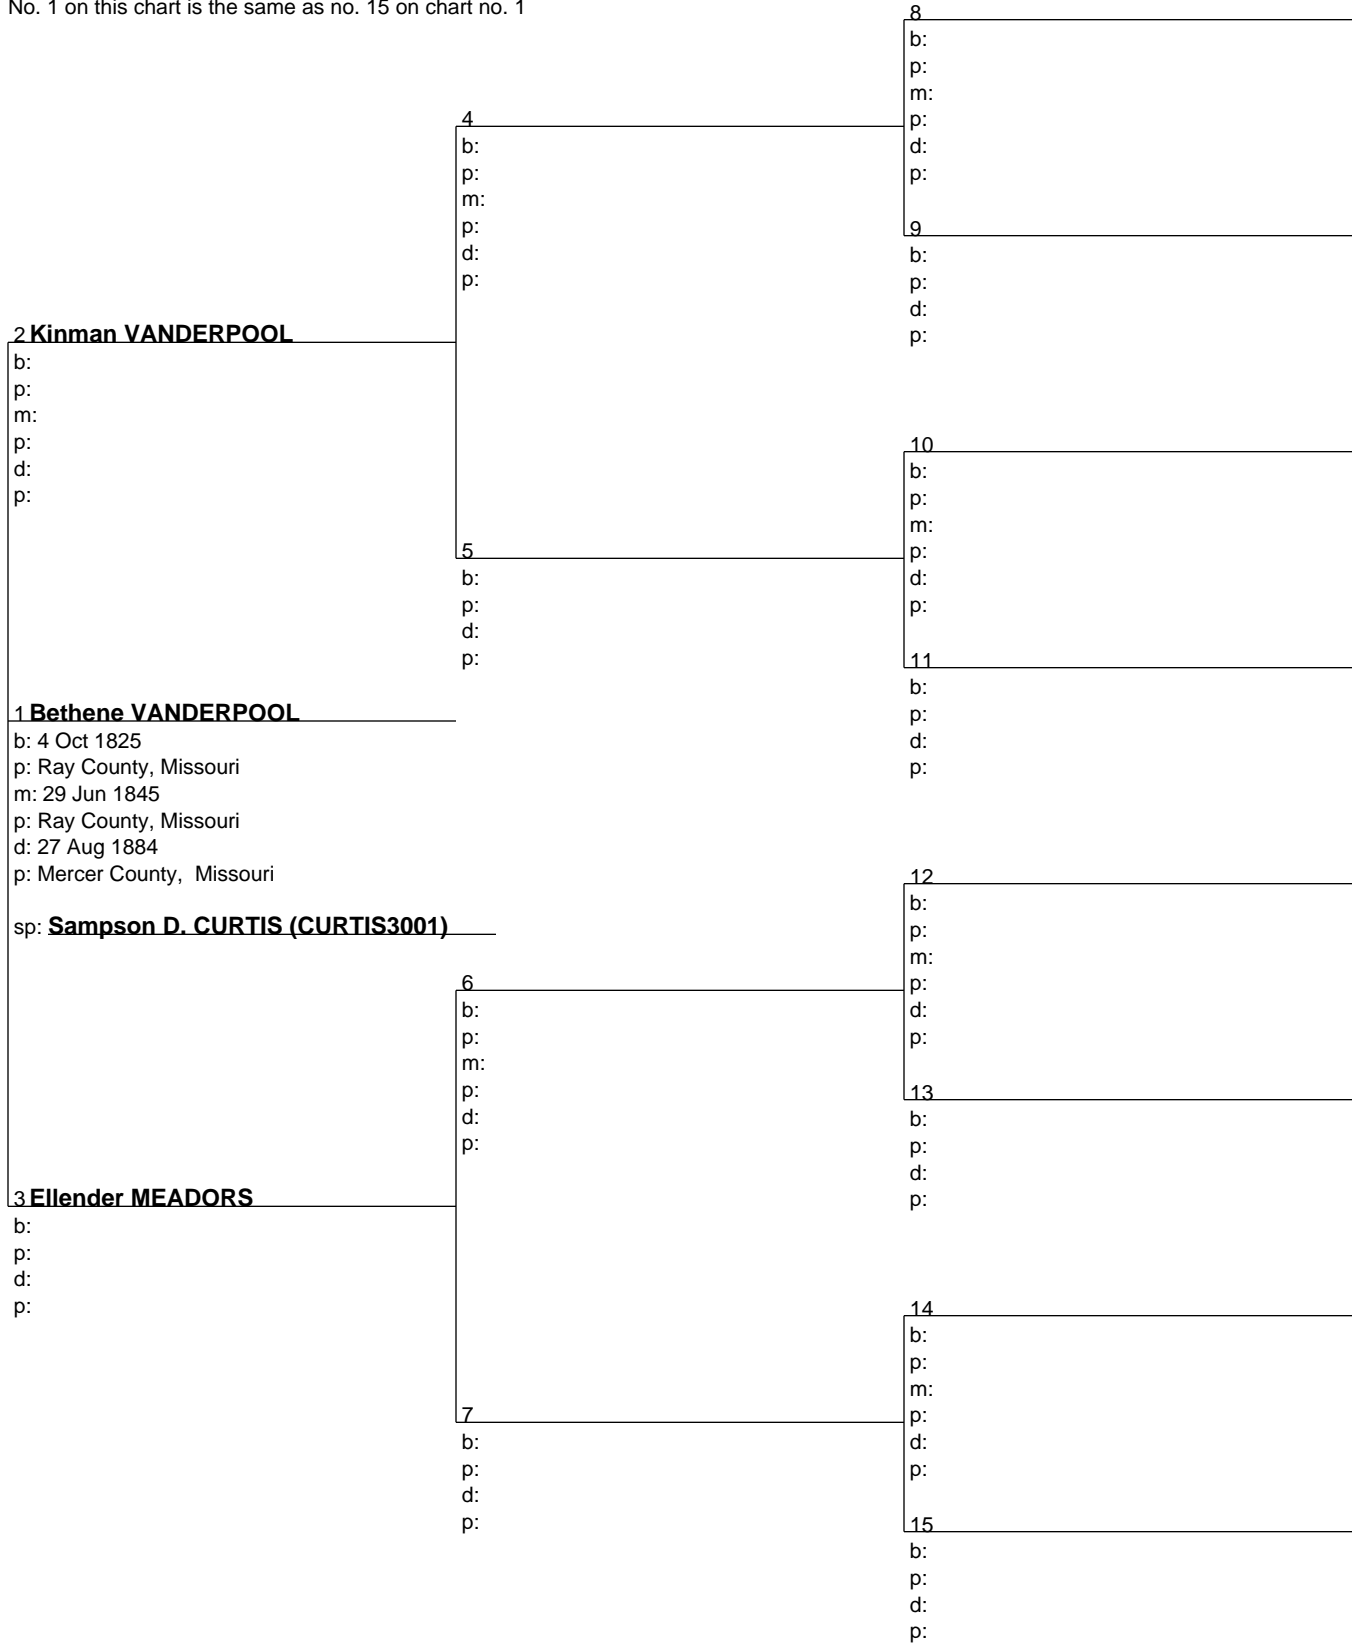 No. 1 on this chart is the same as no. 15 on chart no. 1
8
b:
p:
m:
p:
d:
p:
4
b:
p:
m:
p:
d:
p:
9
b:
p:
d:
p:
2 Kinman VANDERPOOL
b:
p:
m:
p:
d:
p:
10
b:
p:
m:
p:
d:
p:
5
b:
p:
d:
p:
11
b:
p:
d:
p:
1 Bethene VANDERPOOL
b: 4 Oct 1825
p: Ray County, Missouri
m: 29 Jun 1845
p: Ray County, Missouri
d: 27 Aug 1884
p: Mercer County, Missouri
sp: Sampson D. CURTIS (CURTIS3001)
12
b:
p:
m:
p:
d:
p:
6
b:
p:
m:
p:
d:
p:
13
b:
p:
d:
p:
3 Ellender MEADORS
b:
p:
d:
p:
14
b:
p:
m:
p:
d:
p:
7
b:
p:
d:
p:
15
b:
p:
d:
p: